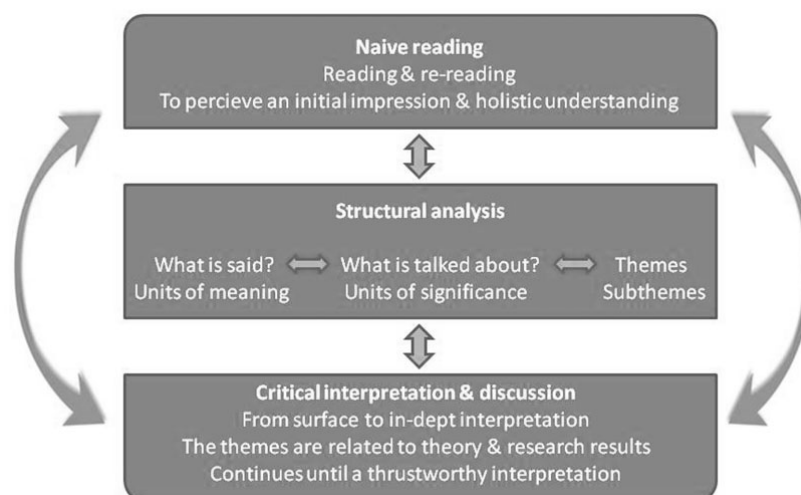 Naive reading
Reading & re-reading
To percieve an initial impression & holistic understanding
Structural analysis
What is said? What is talked about? Themes
Units of meaning Units of significance Subthemes
Critical interpretation & discussion
From surface to in-dept interpretation
The themes are related to theory & research results
Continues until a thrustworthy interpretation